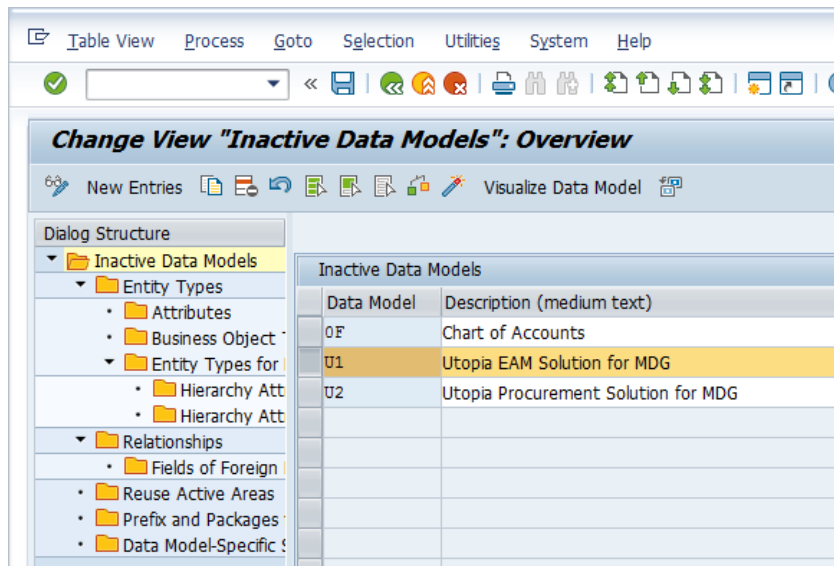 Table View Process Goto Selection Utilities System Help
Change View "Inactive Data Models": Overview
New Entries Visualize Data Model
Dialog Structure
Inactive Data Models
Entity Types
Attributes
Business Object
Entity Types for
Hierarchy Att
Hierarchy Att
Relationships
Fields of Foreign
Reuse Active Areas
Prefix and Packages
Data Model-Specific
Inactive Data Models
Data Model Description (medium text)
0F Chart of Accounts
U1 Utopia EAM Solution for MDG
U2 Utopia Procurement Solution for MDG